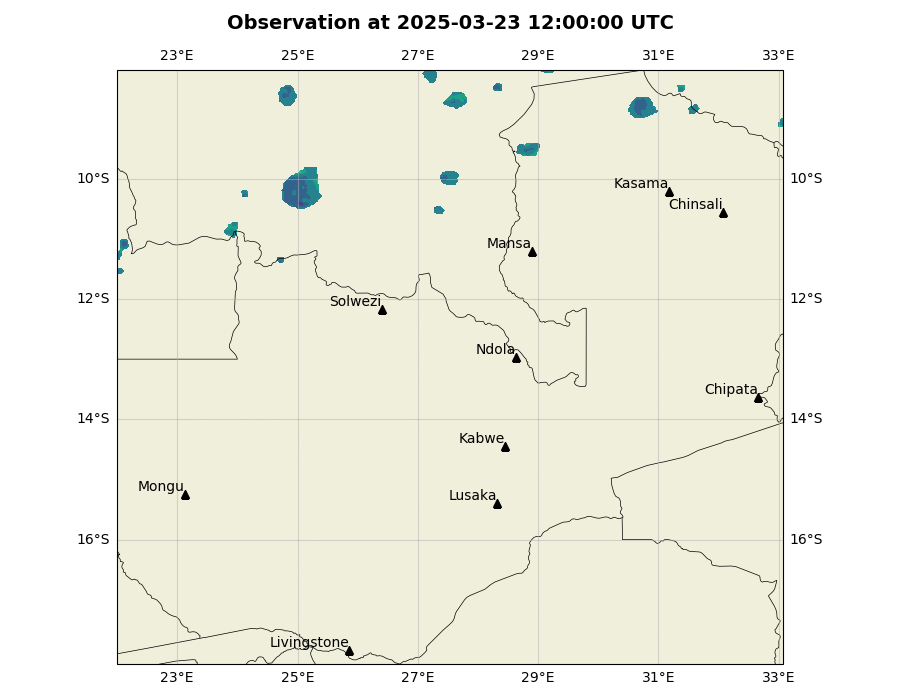 Observation at 2025-03-23 12:00:00 UTC
23°E 25°E 27°E 29°E 31°E 33°E
10°S 10°S
Kasama
Chinsali
Mansa
12°S 12°S
Solwezi
Ndola
Chipata
14°S 14°S
Kabwe
Mongu
Lusaka
16°S 16°S
Livingstone
23°E 25°E 27°E 29°E 31°E 33°E